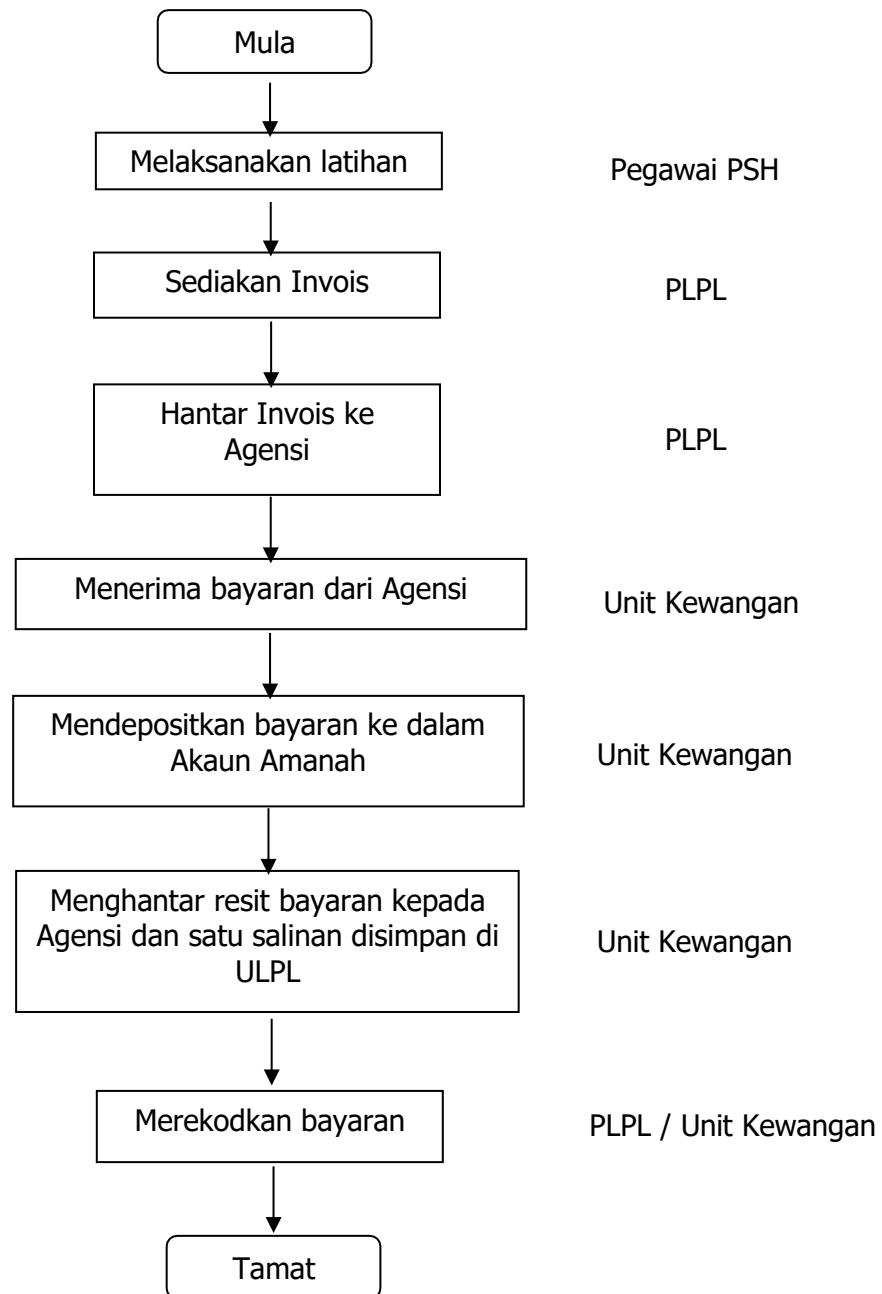 Mula
Melaksanakan latihan
Pegawai PSH
Sediakan Invois
PLPL
Hantar Invois ke
Agensi
PLPL
Menerima bayaran dari Agensi
Unit Kewangan
Mendepositkan bayaran ke dalam
Akaun Amanah
Unit Kewangan
Menghantar resit bayaran kepada
Agensi dan satu salinan disimpan di
ULPL
Unit Kewangan
Merekodkan bayaran
PLPL / Unit Kewangan
Tamat